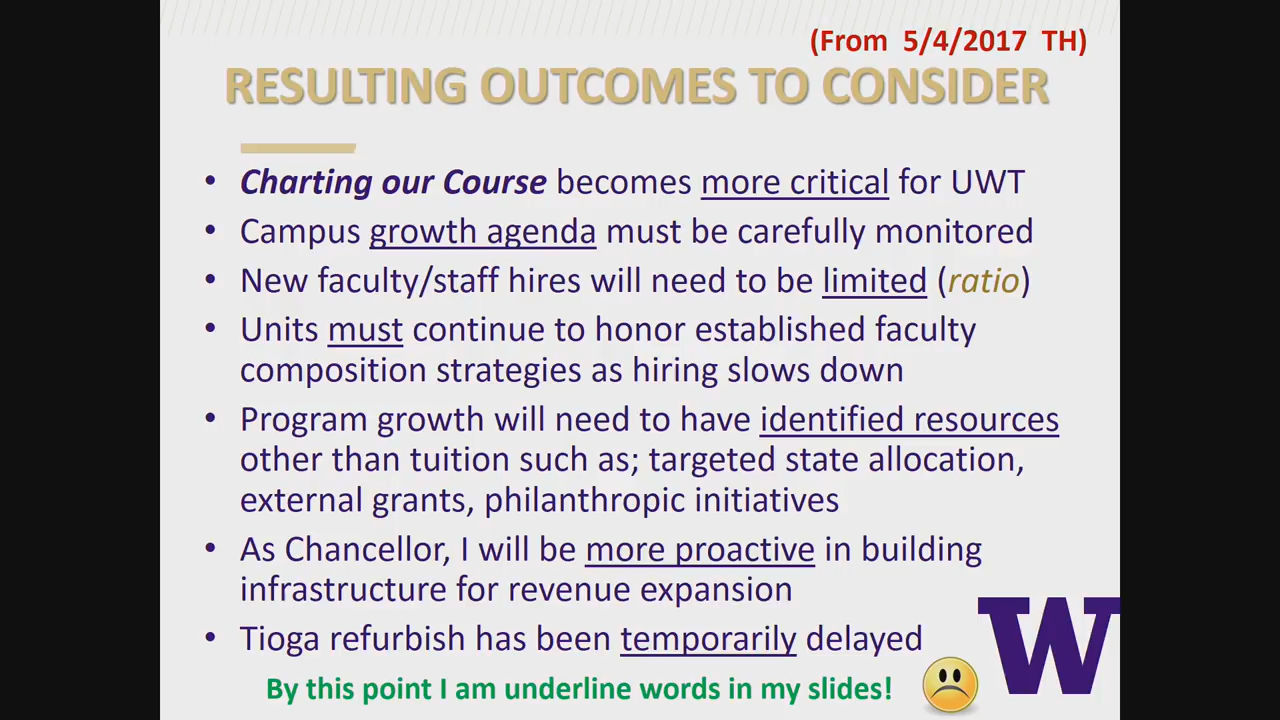 (From 5/4/2017 TH)
RESULTING OUTCOMES TO CONSIDER
• Charting our Course becomes more critical for UWT
• Campus growth agenda must be carefully monitored
• New faculty/staff hires will need to be limited (ratio)
• Units must continue to honor established faculty
composition strategies as hiring slows down
• Program growth will need to have identified resources
other than tuition such as; targeted state allocation,
external grants, philanthropic initiatives
• As Chancellor, I will be more proactive in building
infrastructure for revenue expansion
• Tioga refurbish has been temporarily delayed
W
By this point I am underline words in my slides!